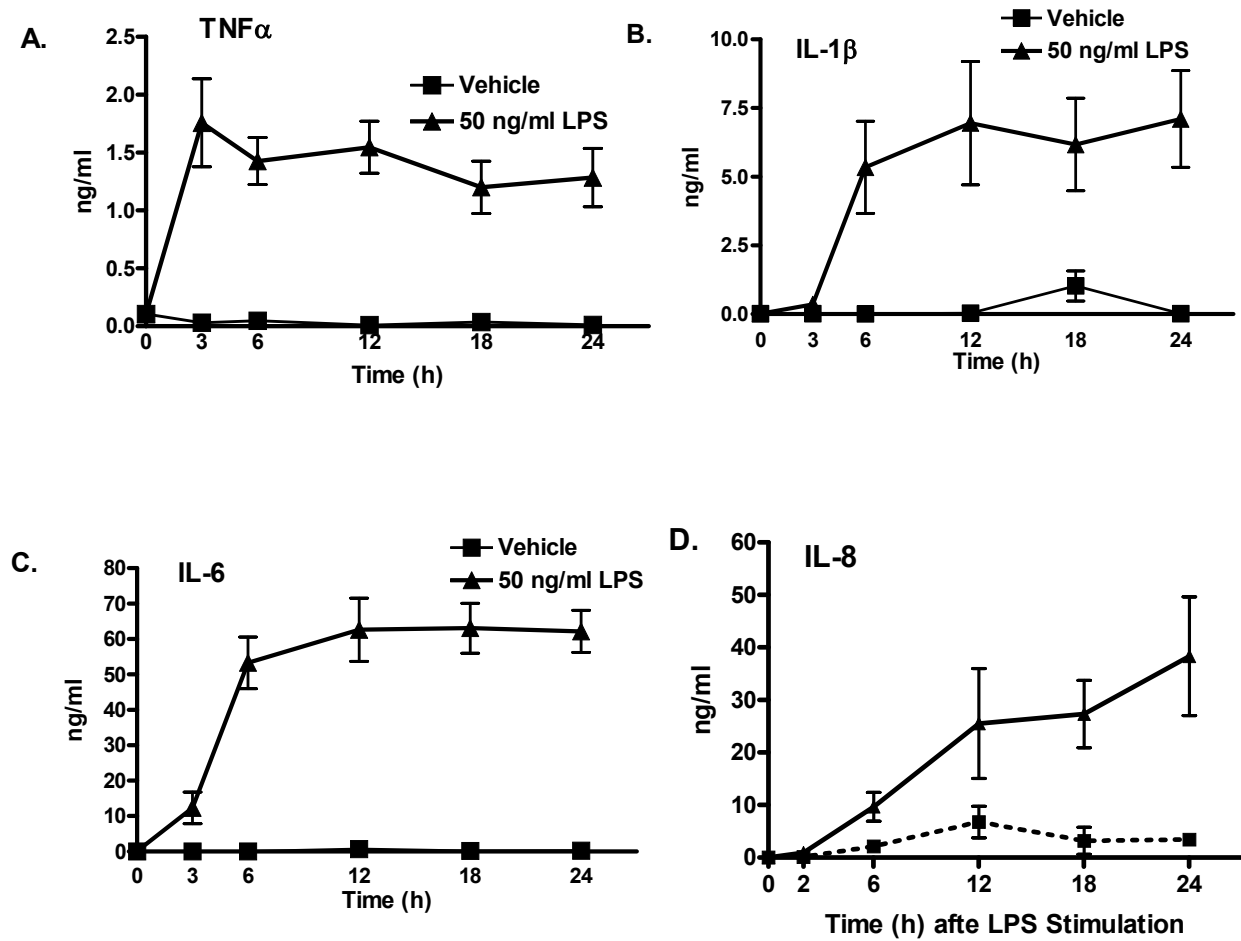 A.
TNFα
Vehicle
50 ng/ml LPS
2.5
2.0
1.5
1.0
0.5
0.0
ng/ml
0 3 6 12 18 24
Time (h)
B.
IL-1β
Vehicle
50 ng/ml LPS
10.0
7.5
5.0
2.5
0.0
ng/ml
0 3 6 12 18 24
Time (h)
C.
IL-6
Vehicle
50 ng/ml LPS
80
70
60
50
40
30
20
10
0
ng/ml
0 3 6 12 18 24
Time (h)
D.
IL-8
60
50
40
30
20
10
0
ng/ml
0 2 6 12 18 24
Time (h) afte LPS Stimulation